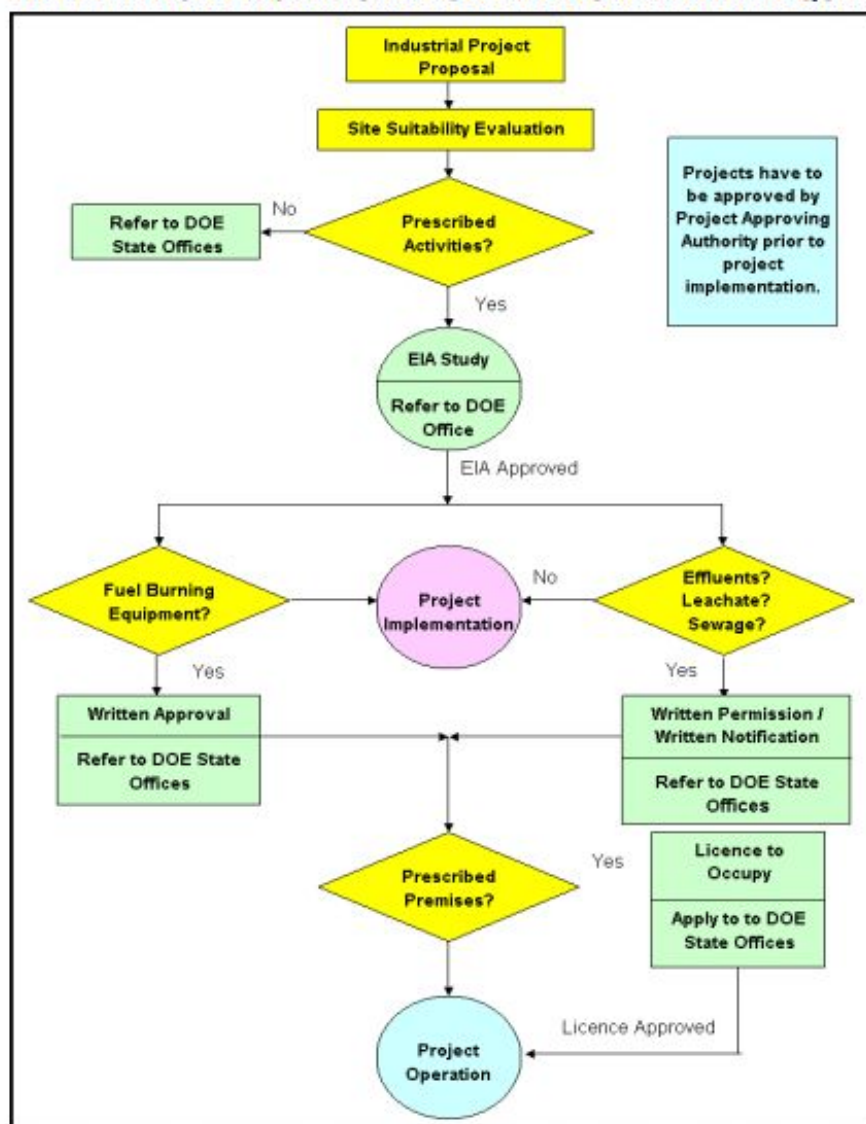 Industrial Project
Proposal
Site Suitability Evaluation
Projects have to
be approved by
Project Approving
Authority prior to
project
implementation.
No
Refer to DOE
State Offices
Prescribed
Activities?
Yes
EIA Study
Refer to DOE
Office
EIA Approved
Fuel Burning
Equipment?
Project
Implementation
No
Effluents?
Leachate?
Sewage?
Yes
Yes
Written Approval
Refer to DOE State
Offices
Written Permission /
Written Notification
Refer to DOE State
Offices
Prescribed
Premises?
Yes
Licence to
Occupy
Apply to to DOE
State Offices
Licence Approved
Project
Operation